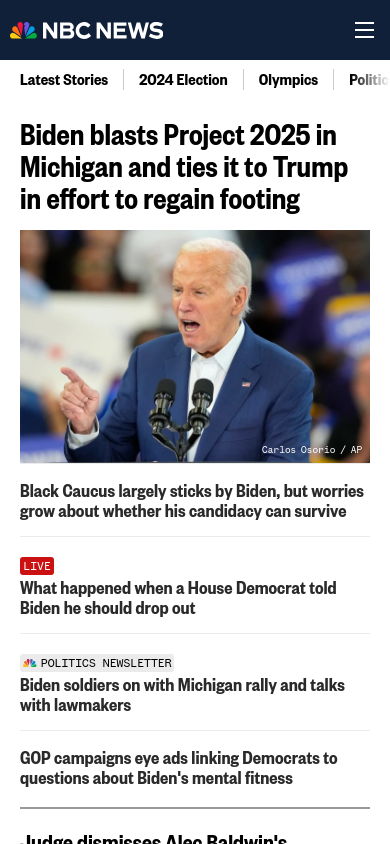 NBC NEWS
Latest Stories
2024 Election
Olympics
Politic
Biden blasts Project 2025 in
Michigan and ties it to Trump
in effort to regain footing
Carlos Osorio / AP
Black Caucus largely sticks by Biden, but worries
grow about whether his candidacy can survive
LIVE
What happened when a House Democrat told
Biden he should drop out
POLITICS NEWSLETTER
Biden soldiers on with Michigan rally and talks
with lawmakers
GOP campaigns eye ads linking Democrats to
questions about Biden's mental fitness
Judge dismisses Alec Baldwin's